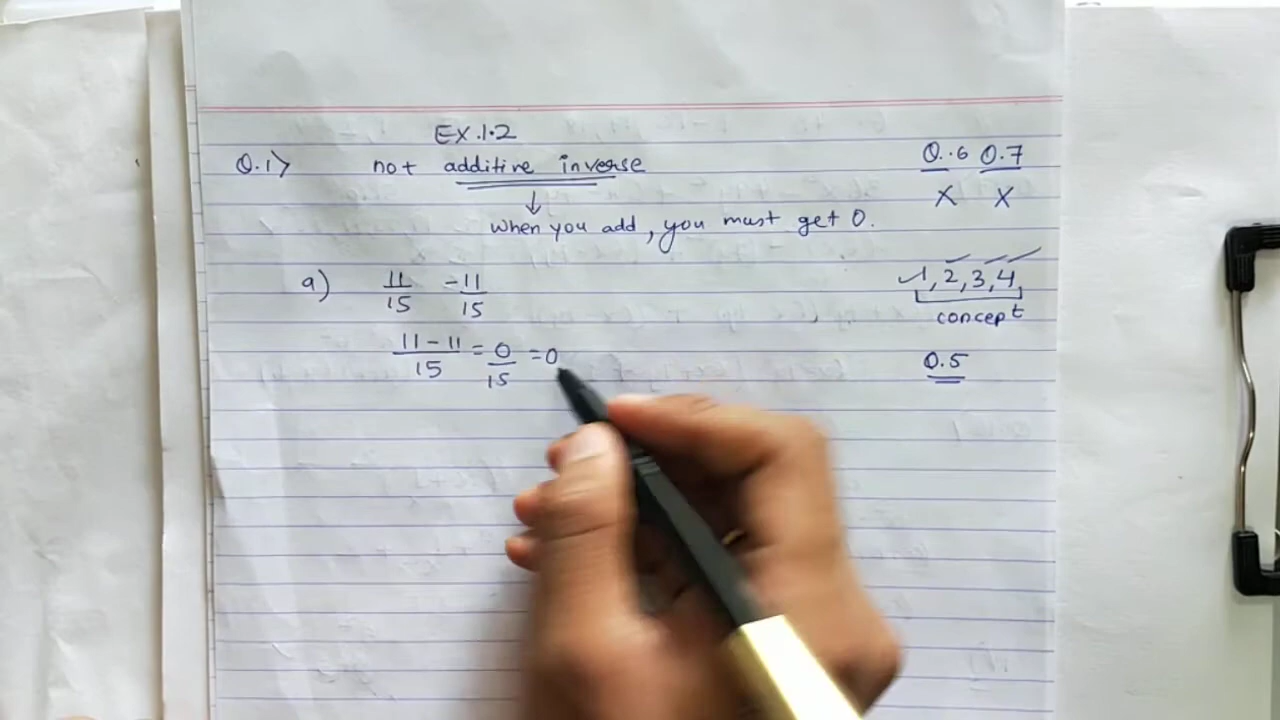 Ex.1.2
Q.1> not additive inverse
↓
When you add, you must get 0.
a) 11/15 -11/15
11-11/15 = 0/15 = 0
Q.6 Q.7
X X
1, 2, 3, 4,
concept
Q.5